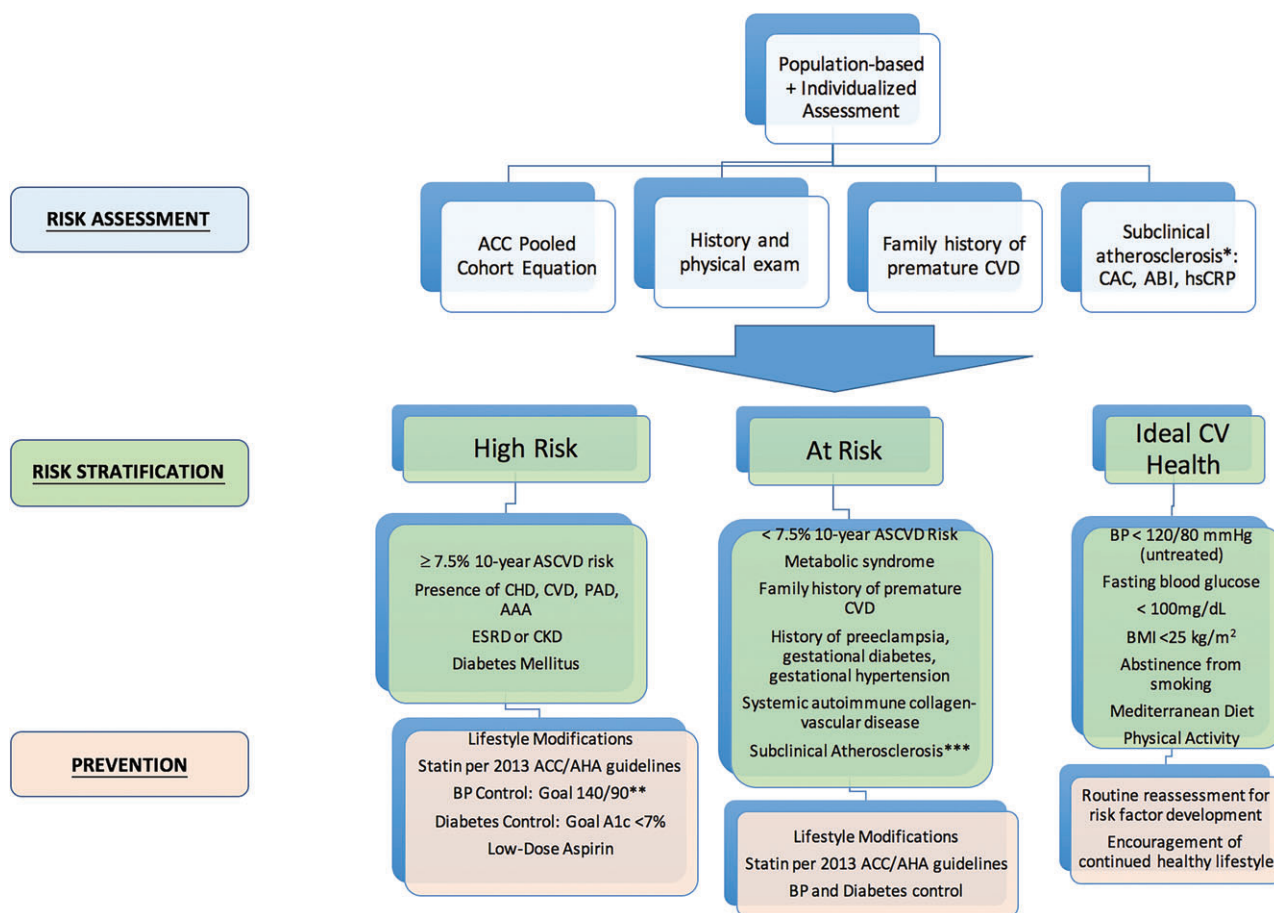 Population-based
+ Individualized
Assessment
RISK ASSESSMENT
ACC Pooled
Cohort Equation
History and
physical exam
Family history of
premature CVD
Subclinical
atherosclerosis*:
CAC, ABI, hsCRP
RISK STRATIFICATION
High Risk
At Risk
Ideal CV
Health
≥ 7.5% 10-year ASCVD risk
Presence of CHD, CVD, PAD,
AAA
ESRD or CKD
Diabetes Mellitus
< 7.5% 10-year ASCVD Risk
Metabolic syndrome
Family history of premature
CVD
History of preeclampsia,
gestational diabetes,
gestational hypertension
Systemic autoimmune collagen-
vascular disease
Subclinical Atherosclerosis***
BP < 120/80 mmHg
(untreated)
Fasting blood glucose
< 100mg/dL
BMI <25 kg/m²
Abstinence from
smoking
Mediterranean Diet
Physical Activity
PREVENTION
Lifestyle Modifications
Statin per 2013 ACC/AHA guidelines
BP Control: Goal 140/90**
Diabetes Control: Goal A1c <7%
Low-Dose Aspirin
Lifestyle Modifications
Statin per 2013 ACC/AHA guidelines
BP and Diabetes control
Routine reassessment for
risk factor development
Encouragement of
continued healthy lifestyle